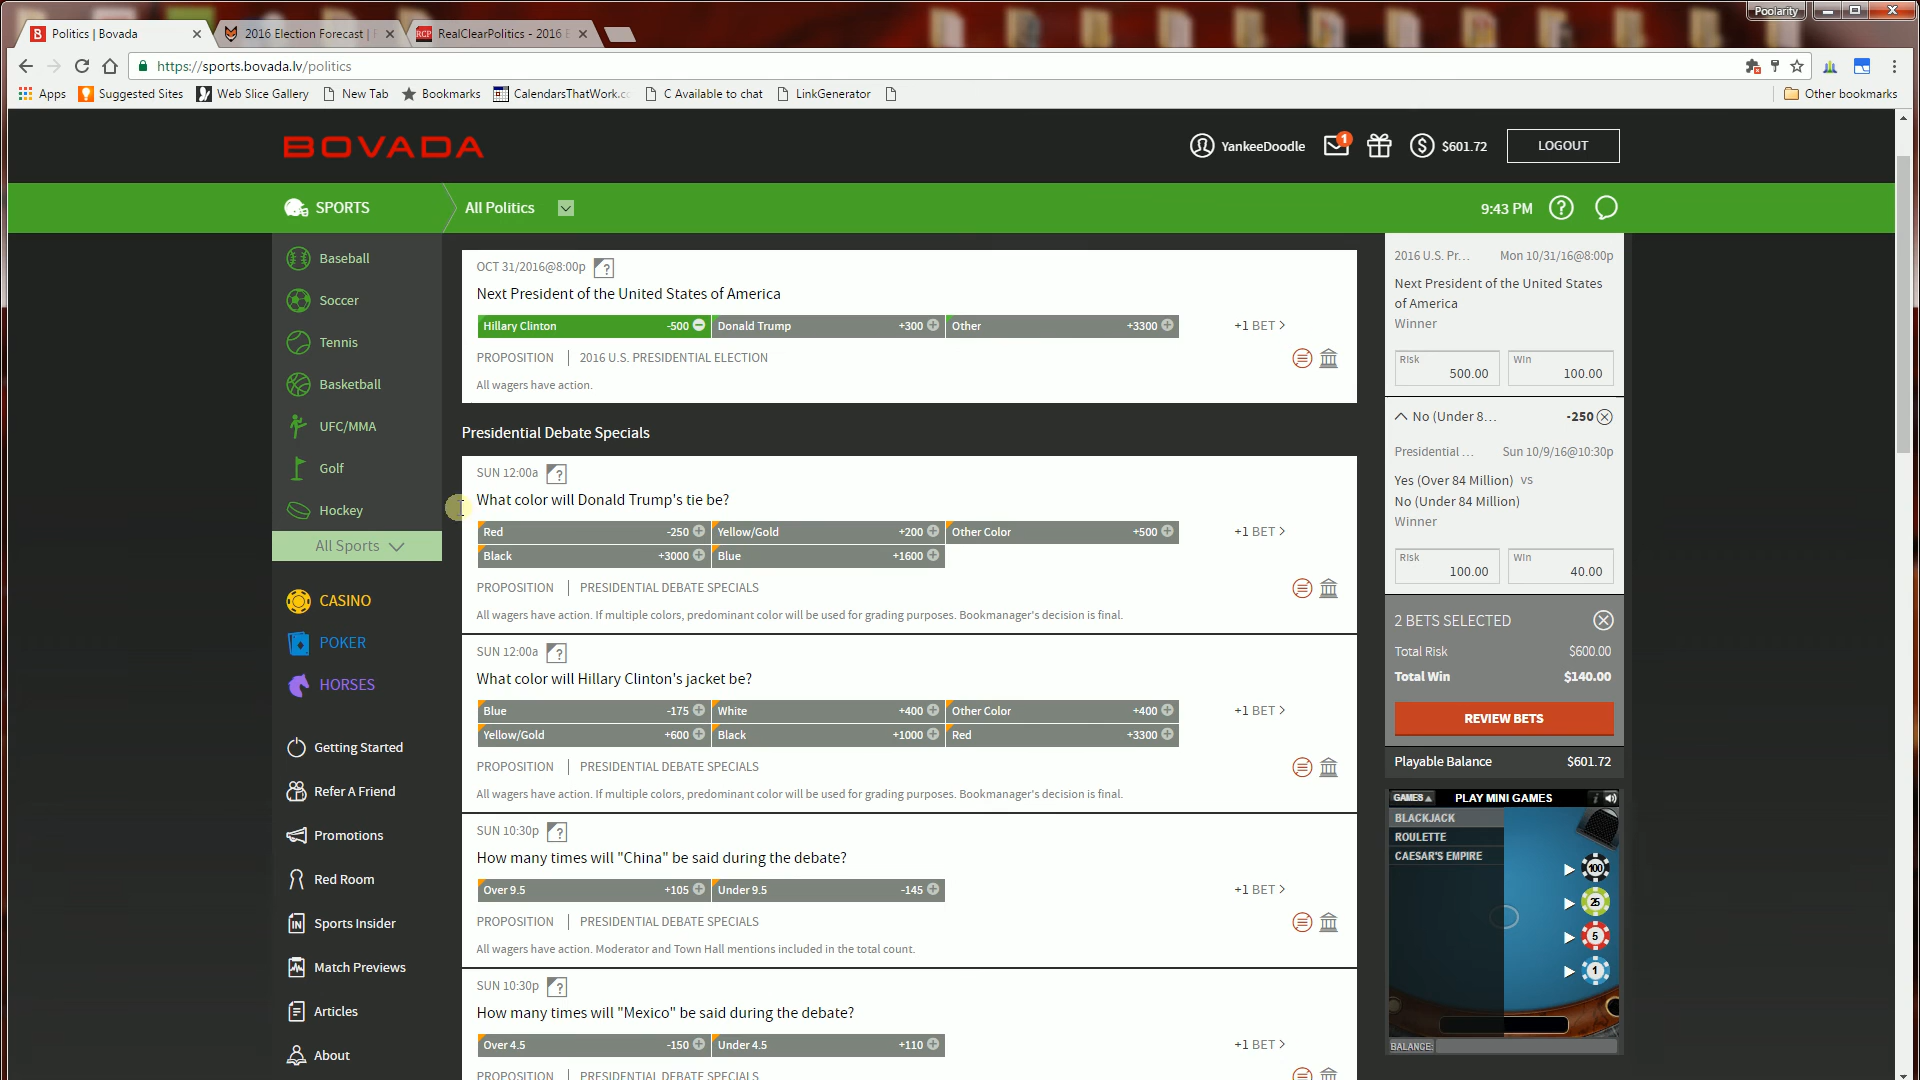 Poolarity
Politics | Bovada
2016 Election Forecast |
RealClearPolitics - 2016 E
https://sports.bovada.lv/politics
Apps
Suggested Sites
Web Slice Gallery
New Tab
Bookmarks
CalendarsThatWork.co
C Available to chat
LinkGenerator
Other bookmarks
BOVADA
YankeeDoodle
1
$601.72
LOGOUT
SPORTS
All Politics
9:43 PM
Baseball
Soccer
Tennis
Basketball
UFC/MMA
Golf
Hockey
All Sports
CASINO
POKER
HORSES
Getting Started
Refer A Friend
Promotions
Red Room
Sports Insider
Match Previews
Articles
About
OCT 31/2016@8:00p
Next President of the United States of America
Hillary Clinton -500 Donald Trump +300 Other +3300 +1 BET >
PROPOSITION | 2016 U.S. PRESIDENTIAL ELECTION
All wagers have action.
Presidential Debate Specials
SUN 12:00a
What color will Donald Trump's tie be?
Red -250 Yellow/Gold +200 Other Color +500 +1 BET >
Black +3000 Blue +1600
PROPOSITION | PRESIDENTIAL DEBATE SPECIALS
All wagers have action. If multiple colors, predominant color will be used for grading purposes. Bookmanager's decision is final.
SUN 12:00a
What color will Hillary Clinton's jacket be?
Blue -175 White +400 Other Color +400 +1 BET >
Yellow/Gold +600 Black +1000 Red +3300
PROPOSITION | PRESIDENTIAL DEBATE SPECIALS
All wagers have action. If multiple colors, predominant color will be used for grading purposes. Bookmanager's decision is final.
SUN 10:30p
How many times will "China" be said during the debate?
Over 9.5 +105 Under 9.5 -145 +1 BET >
PROPOSITION | PRESIDENTIAL DEBATE SPECIALS
All wagers have action. Moderator and Town Hall mentions included in the total count.
SUN 10:30p
How many times will "Mexico" be said during the debate?
Over 4.5 -150 Under 4.5 +110 +1 BET >
PROPOSITION | PRESIDENTIAL DEBATE SPECIALS
2016 U.S. Pr... Mon 10/31/16@8:00p
Next President of the United States
of America
Winner
Risk Win
500.00 100.00
No (Under 8... -250
Presidential ... Sun 10/9/16@10:30p
Yes (Over 84 Million) vs
No (Under 84 Million)
Winner
Risk Win
100.00 40.00
2 BETS SELECTED
Total Risk $600.00
Total Win $140.00
REVIEW BETS
Playable Balance $601.72
GAMES PLAY MINI GAMES i
BLACKJACK
ROULETTE
CAESAR'S EMPIRE
100
25
5
1
BALANCE: